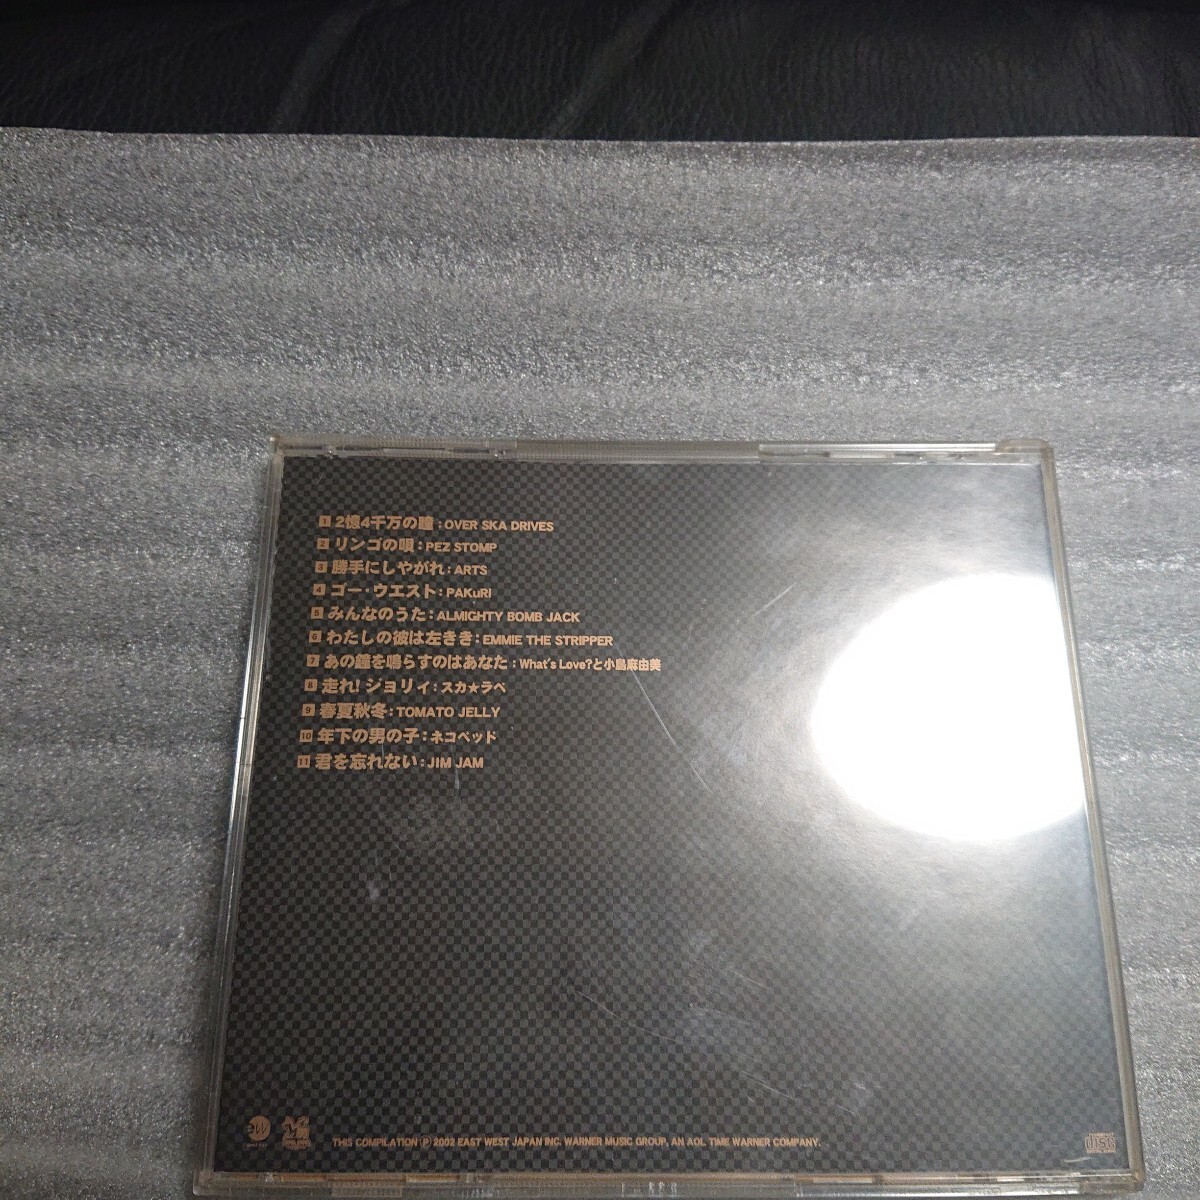 1 2億4千万の瞳：OVER SKA DRIVES
2 リンゴの唄：PEZ STOMP
3 勝手にしやがれ：ARTS
4 ゴー・ウエスト：PAKuRI
5 みんなのうた：ALMIGHTY BOMB JACK
6 わたしの彼は左きき：EMMIE THE STRIPPER
7 あの鐘を鳴らすのはあなた：What's Love?と小島麻由美
8 走れ! ジョリィ：スカ★ラベ
9 春夏秋冬：TOMATO JELLY
10 年下の男の子：ネコベッド
11 君を忘れない：JIM JAM
THIS COMPILATION ℗ 2002 EAST WEST JAPAN INC. WARNER MUSIC GROUP, AN AOL TIME WARNER COMPANY.
COMPACT disc DIGITAL AUDIO